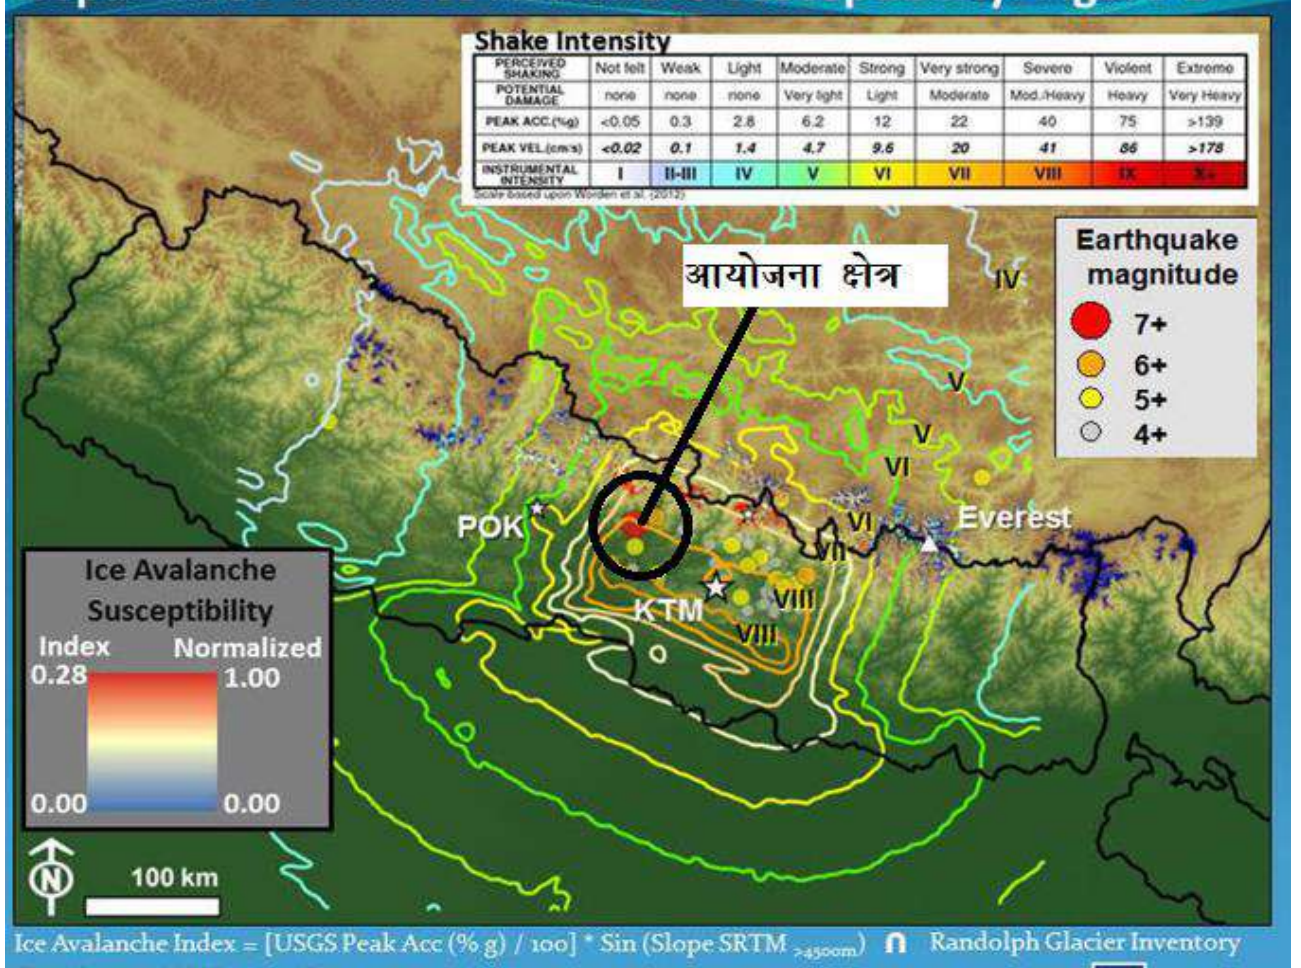 Shake Intensity
PERCEIVED SHAKING Not felt Weak Light Moderate Strong Very strong Severe Violent Extreme
POTENTIAL DAMAGE none none none Very light Light Moderate Mod./Heavy Heavy Very Heavy
PEAK ACC.(%g) <0.05 0.3 2.8 6.2 12 22 40 75 >139
PEAK VEL.(cm/s) <0.02 0.1 1.4 4.7 9.6 20 41 86 >178
INSTRUMENTAL INTENSITY I II-III IV V VI VII VIII IX X+
Scale based upon Worden et al. (2012)
Earthquake
magnitude
7+
6+
5+
4+
आयोजना क्षेत्र
IV
V
V
VI
VI
Everest
POK
VII
KTM
VIII
VIII
Ice Avalanche
Susceptibility
Index Normalized
0.28 1.00
0.00 0.00
N
100 km
Ice Avalanche Index = [USGS Peak Acc (% g) / 100] * Sin (Slope SRTM >4500m) ∩ Randolph Glacier Inventory